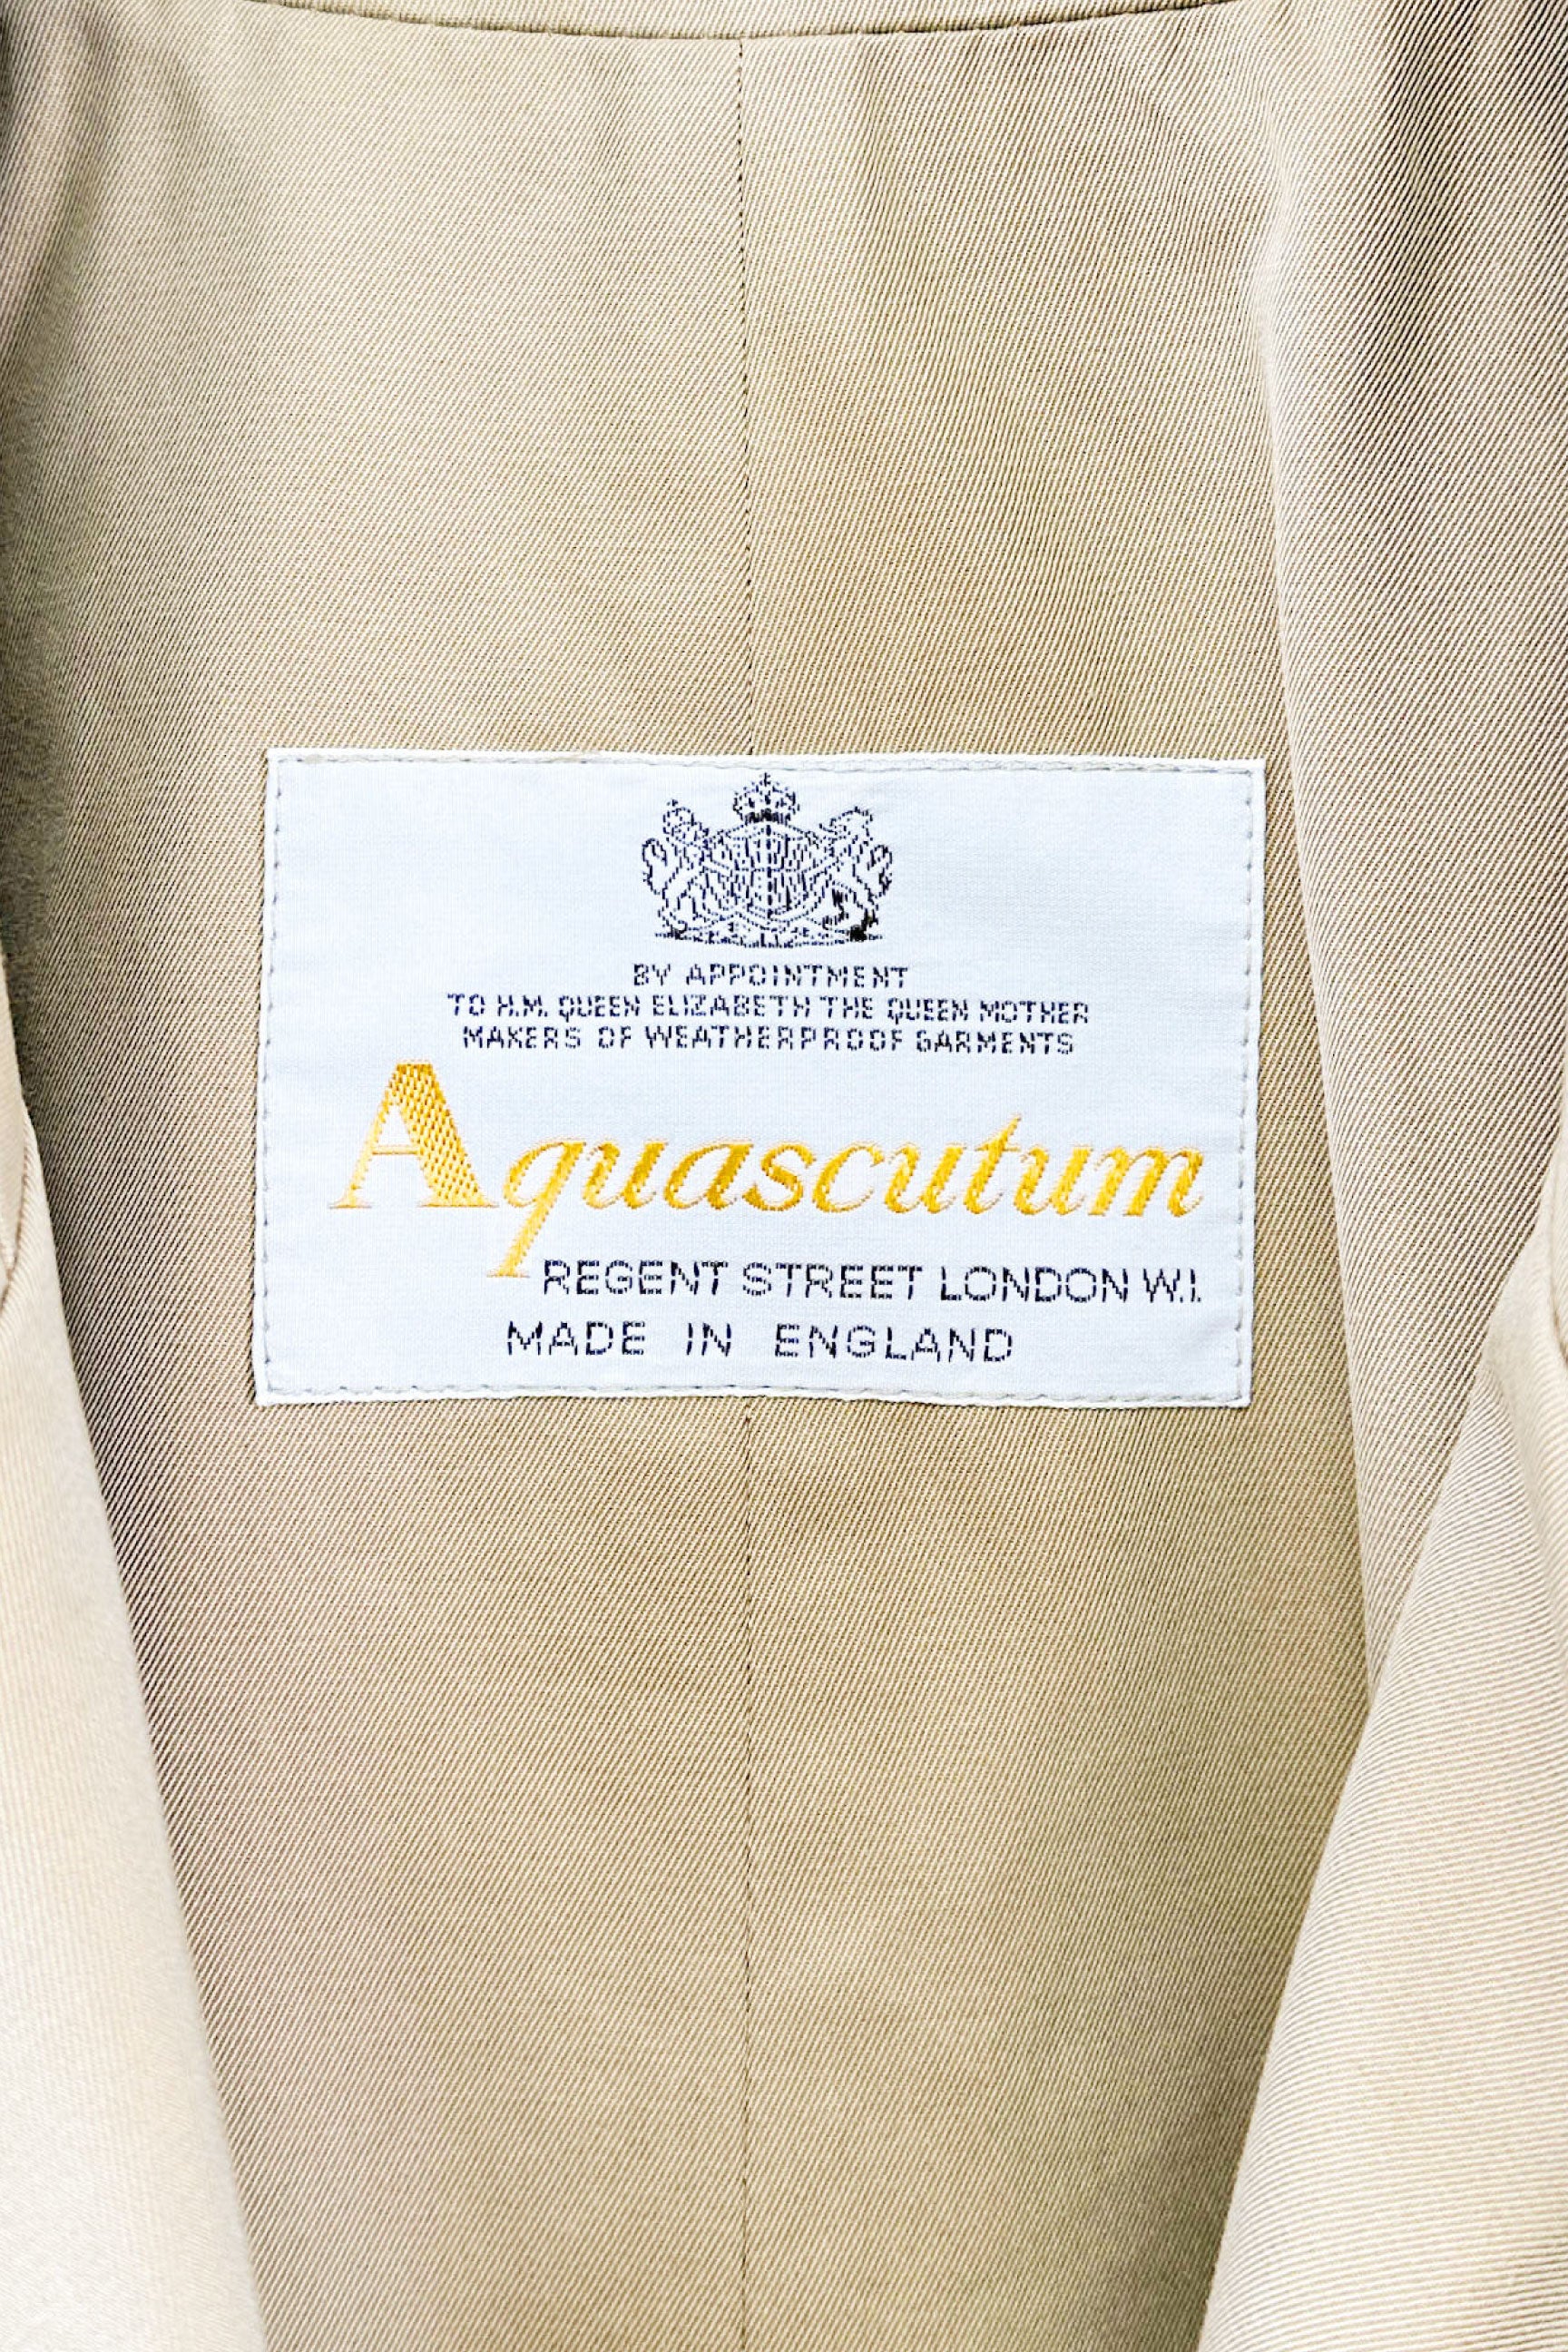 BY APPOINTMENT
TO H.M. QUEEN ELIZABETH THE QUEEN MOTHER
MAKERS OF WEATHERPROOF GARMENTS
Aquascutum
REGENT STREET LONDON W.I.
MADE IN ENGLAND